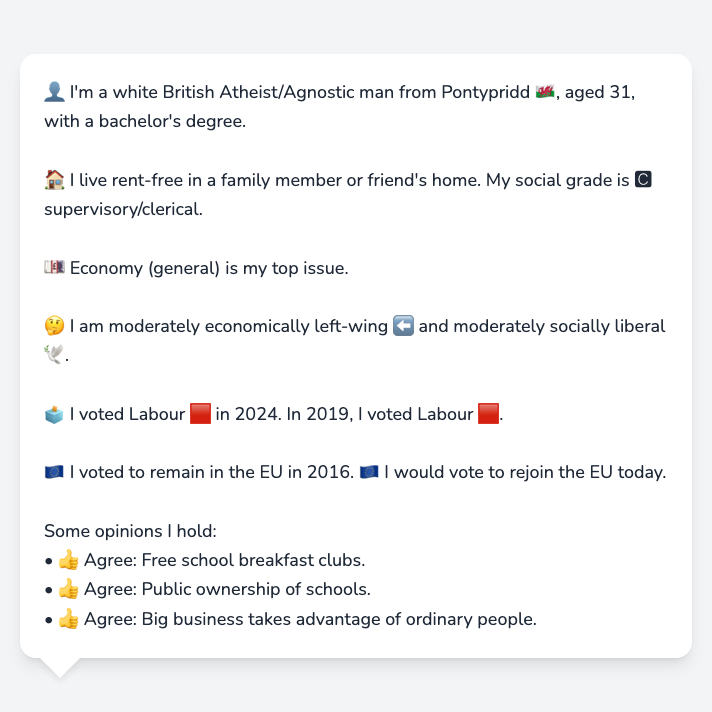 👤 I'm a white British Atheist/Agnostic man from Pontypridd 🏴󠁧󠁢󠁷󠁬󠁳󠁿, aged 31,
with a bachelor's degree.
🏠 I live rent-free in a family member or friend's home. My social grade is C
supervisory/clerical.
💷 Economy (general) is my top issue.
🤔 I am moderately economically left-wing ⬅️ and moderately socially liberal
🕊️.
🗳️ I voted Labour 🟥 in 2024. In 2019, I voted Labour 🟥.
🇪🇺 I voted to remain in the EU in 2016. 🇪🇺 I would vote to rejoin the EU today.
Some opinions I hold:
• 👍 Agree: Free school breakfast clubs.
• 👍 Agree: Public ownership of schools.
• 👍 Agree: Big business takes advantage of ordinary people.